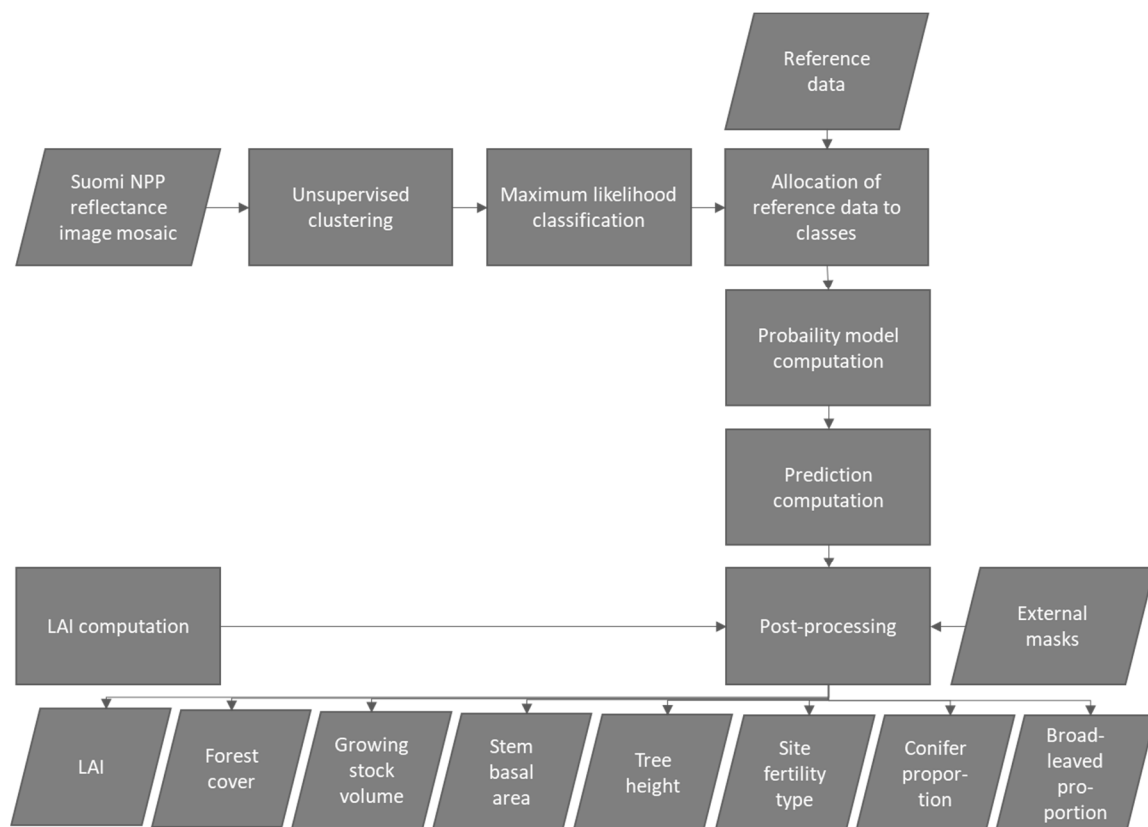 Reference
data
Suomi NPP
reflectance
image mosaic
Unsupervised
clustering
Maximum likelihood
classification
Allocation of
reference data to
classes
Probaility model
computation
Prediction
computation
LAI computation
Post-processing
External
masks
LAI
Forest
cover
Growing
stock
volume
Stem
basal
area
Tree
height
Site
fertility
type
Conifer
propor-
tion
Broad-
leaved
pro-
portion